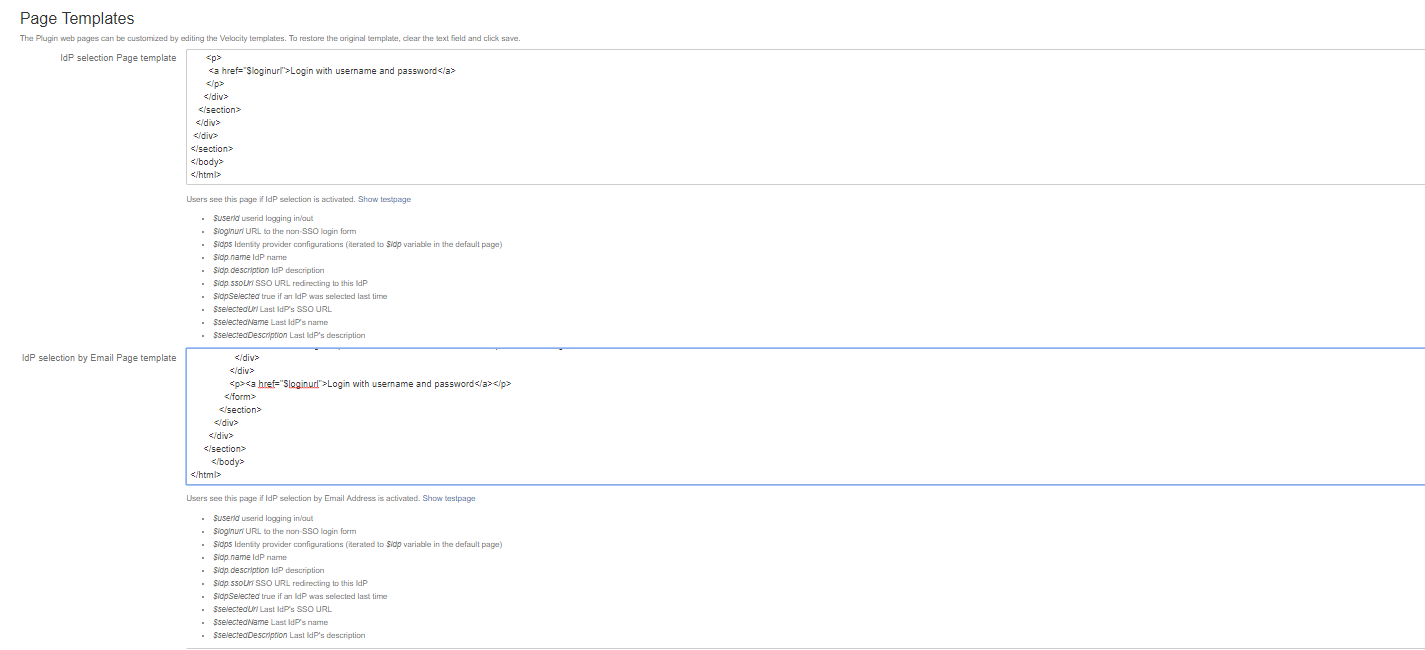 Page Templates
The Plugin web pages can be customized by editing the Velocity templates. To restore the original template, clear the text field and click save.
IdP selection Page template
<p>
<a href="$loginurl">Login with username and password</a>
</p>
</div>
</section>
</div>
</div>
</section>
</body>
</html>
Users see this page if IdP selection is activated. Show testpage
• $userid userid logging in/out
• $loginurl URL to the non-SSO login form
• $idps Identity provider configurations (iterated to $idp variable in the default page)
• $idp.name IdP name
• $idp.description IdP description
• $idp.ssoUrl SSO URL redirecting to this IdP
• $idpSelected true if an IdP was selected last time
• $selectedUrl Last IdP's SSO URL
• $selectedName Last IdP's name
• $selectedDescription Last IdP's description
IdP selection by Email Page template
</div>
</div>
<p><a href="$loginurl">Login with username and password</a></p>
</form>
</section>
</div>
</div>
</section>
</body>
</html>
Users see this page if IdP selection by Email Address is activated. Show testpage
• $userid userid logging in/out
• $loginurl URL to the non-SSO login form
• $idps Identity provider configurations (iterated to $idp variable in the default page)
• $idp.name IdP name
• $idp.description IdP description
• $idp.ssoUrl SSO URL redirecting to this IdP
• $idpSelected true if an IdP was selected last time
• $selectedUrl Last IdP's SSO URL
• $selectedName Last IdP's name
• $selectedDescription Last IdP's description